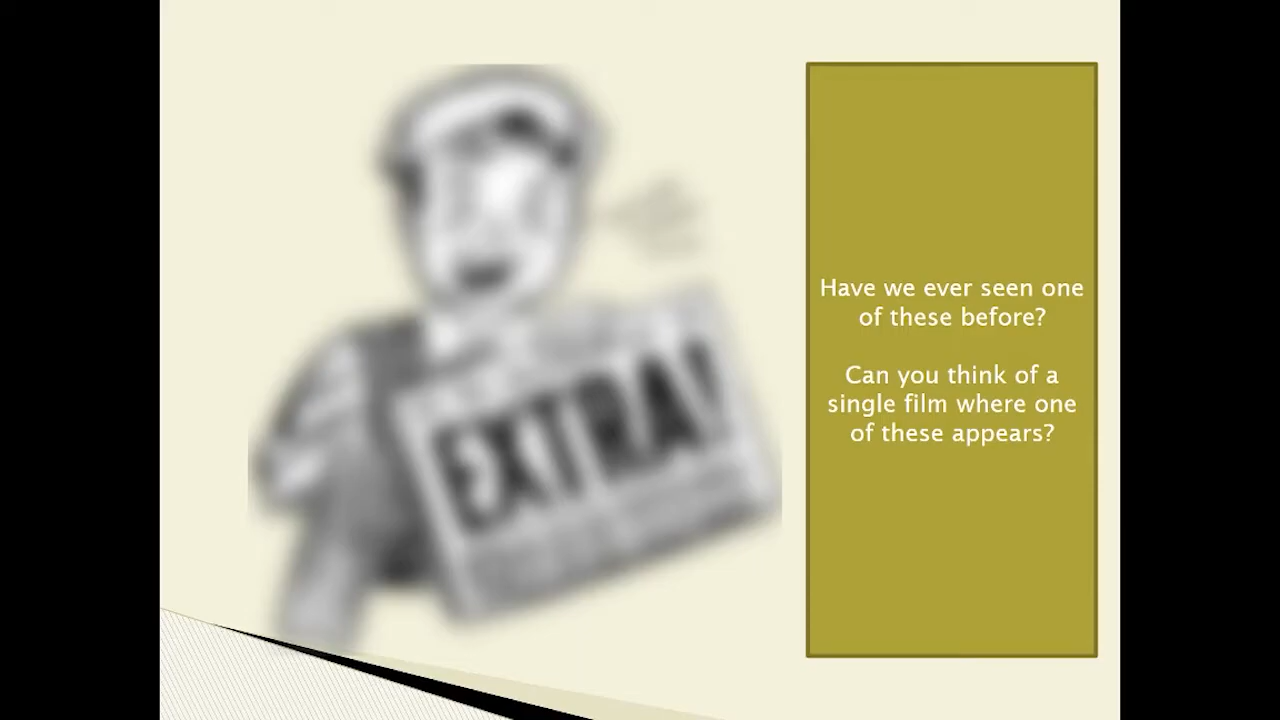 EXTRA!
Have we ever seen one
of these before?
Can you think of a
single film where one
of these appears?